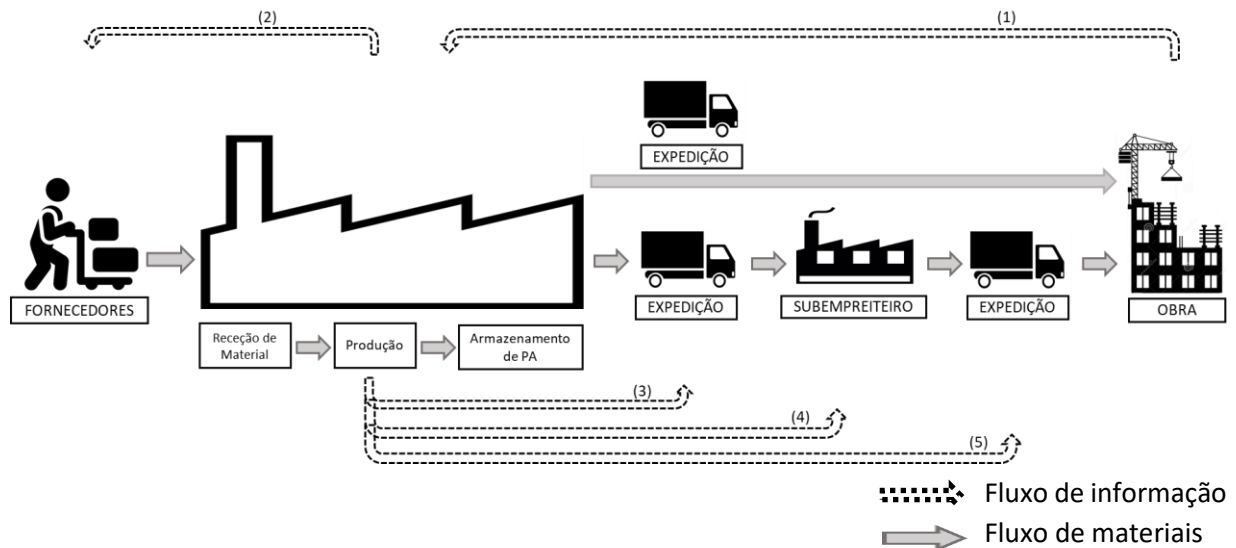 (2)
(1)
EXPEDIÇÃO
FORNECEDORES
EXPEDIÇÃO
SUBEMPREITEIRO
EXPEDIÇÃO
OBRA
Receção de
Material
Produção
Armazenamento
de PA
(3)
(4)
(5)
Fluxo de informação
Fluxo de materiais